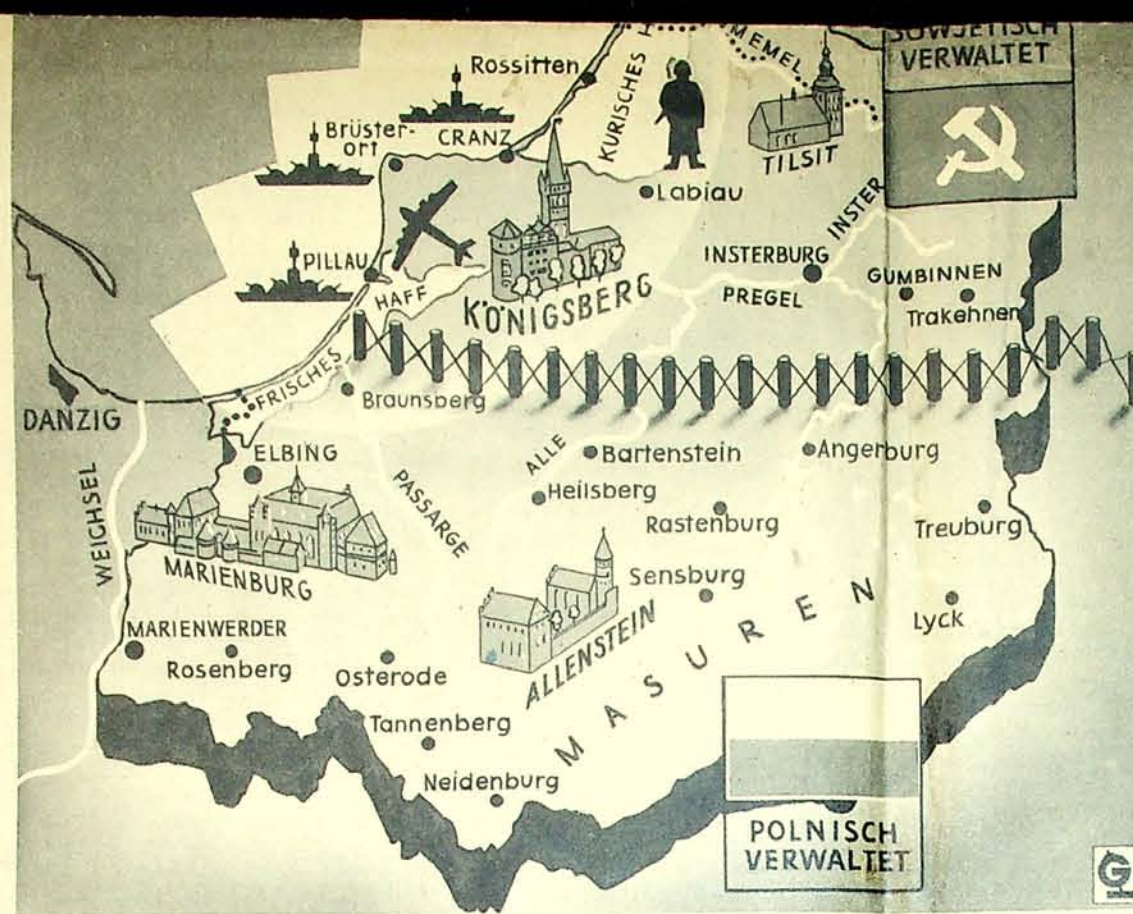 MEMEL
SOWJETISCH
VERWALTET
Rossitten
KURISCHES H
Brüster-
ort
CRANZ
TILSIT
Labiau
INSTER
PILLAU
INSTERBURG
GUMBINNEN
HAFF
KÖNIGSBERG
PREGEL
Trakehnen
FRISCHES
Braunsberg
DANZIG
ALLE
Bartenstein
Angerburg
ELBING
PASSARGE
Heilsberg
WEICHSEL
Rastenburg
Treuburg
MARIENBURG
Sensburg
Lyck
MARIENWERDER
Rosenberg
Osterode
ALLENSTEIN
MASUREN
Tannenberg
Neidenburg
POLNISCH
VERWALTET
G